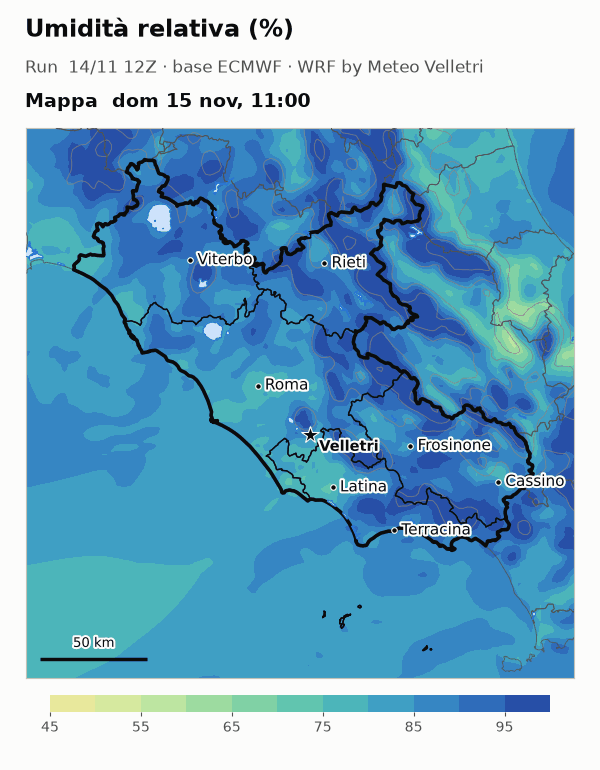 Umidità relativa (%)
Run  14/11 12Z · base ECMWF · WRF by Meteo Velletri
Mappa  dom 15 nov, 11:00
Viterbo
Rieti
Roma
Velletri
Frosinone
Latina
Cassino
Terracina
50 km
45 55 65 75 85 95